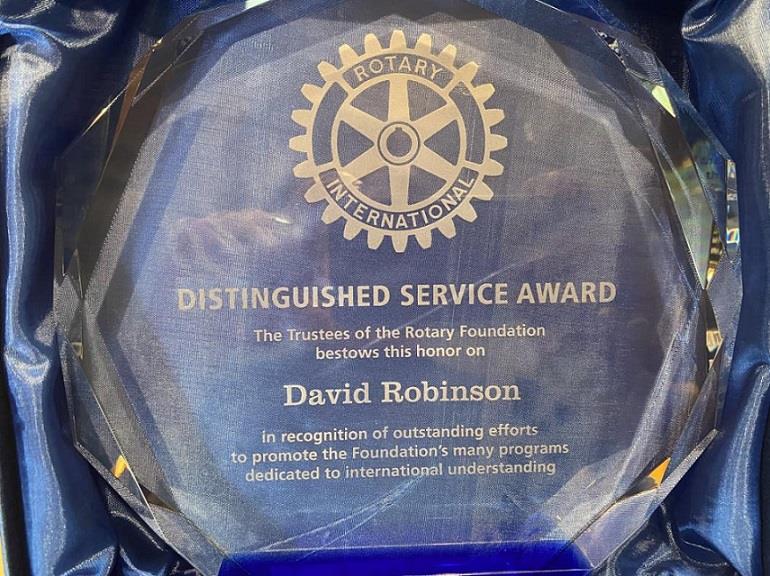 ROTARY
INTERNATIONAL
DISTINGUISHED SERVICE AWARD
The Trustees of the Rotary Foundation
bestows this honor on
David Robinson
in recognition of outstanding efforts
to promote the Foundation's many programs
dedicated to international understanding